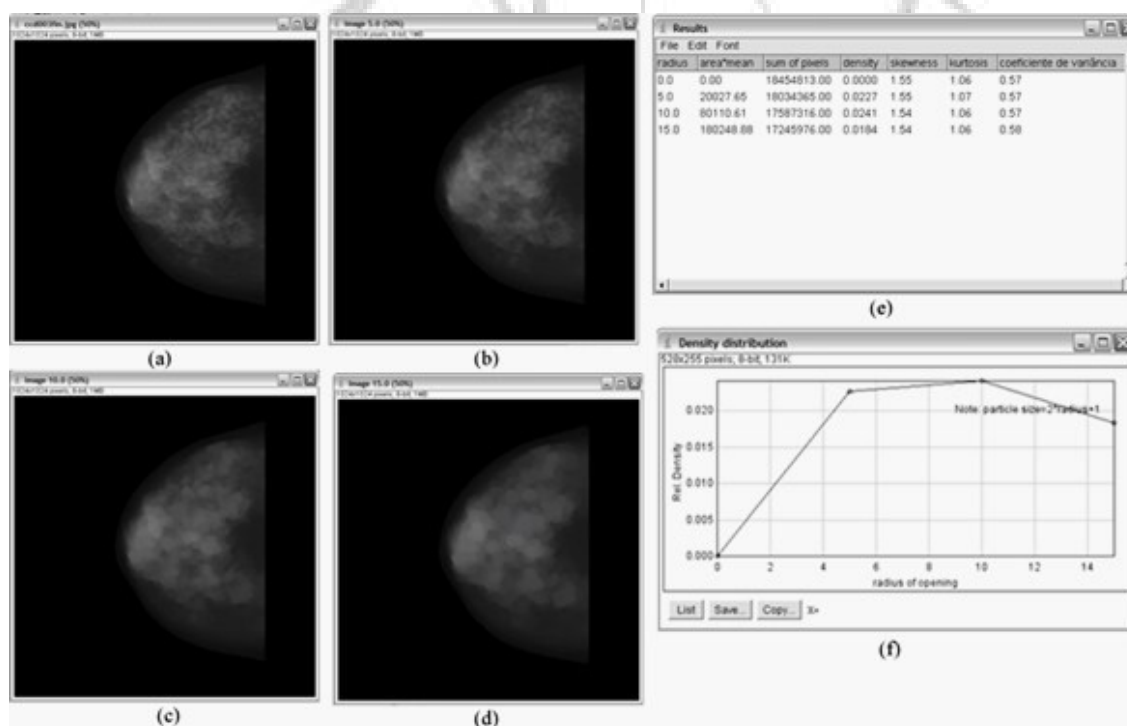 (50%)
Image 5.0 (50%)
(a)
(b)
Image 10.0 (50%)
Image 15.0 (50%)
(c)
(d)
Results
File Edit Font
radius area*mean sum of pixels density skewness kurtosis coeficiente de variância
0.0 0.00 18454813.00 0.0000 1.55 1.06 0.57
5.0 20027.65 18034365.00 0.0227 1.55 1.07 0.57
10.0 80110.61 17587316.00 0.0241 1.54 1.06 0.57
15.0 180248.88 17245976.00 0.0184 1.54 1.06 0.58
(e)
Density distribution
528x255 pixels; 8-bit, 131K
Rel. Density
0.020
0.015
0.010
0.005
0.000
Note: particle size=2*radius+1
0 2 4 6 8 10 12 14
radius of opening
List Save... Copy... X=
(f)